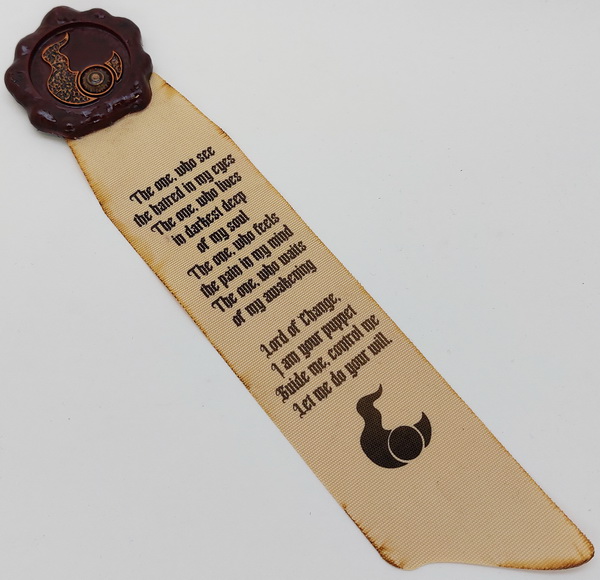 The one, who see
the hatred in my eyes
The one, who lives
in darkest deep
of my soul
The one, who feels
the pain in my mind
The one, who waits
of my awakening
Lord of Change,
I am your puppet
Guide me, control me
Let me do your will.